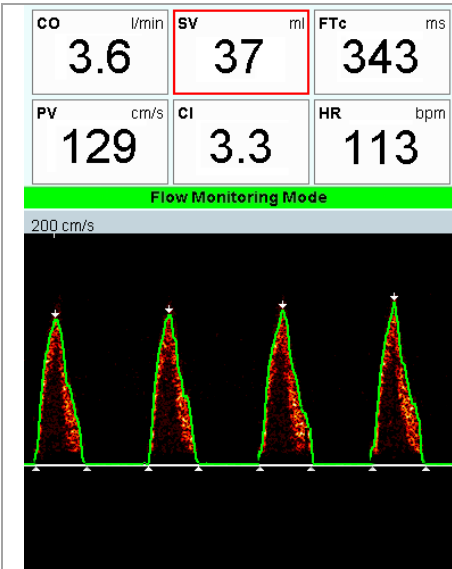 CO l/min SV ml FTc ms
3.6 37 343
PV cm/s CI HR bpm
129 3.3 113
Flow Monitoring Mode
200 cm/s